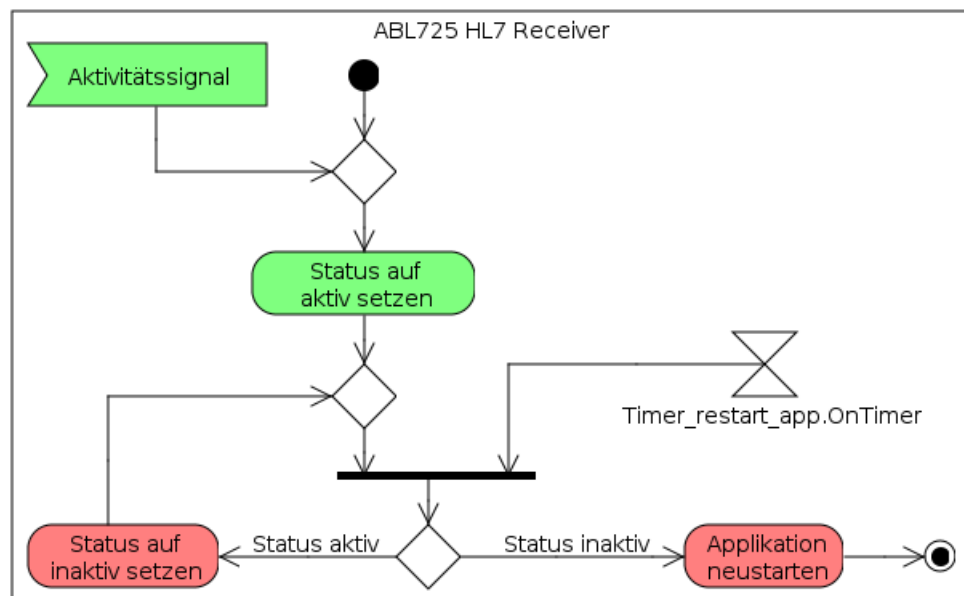 ABL725 HL7 Receiver
Aktivitätssignal
Status auf
aktiv setzen
Timer_restart_app.OnTimer
Status auf
inaktiv setzen
Status aktiv
Status inaktiv
Applikation
neustarten